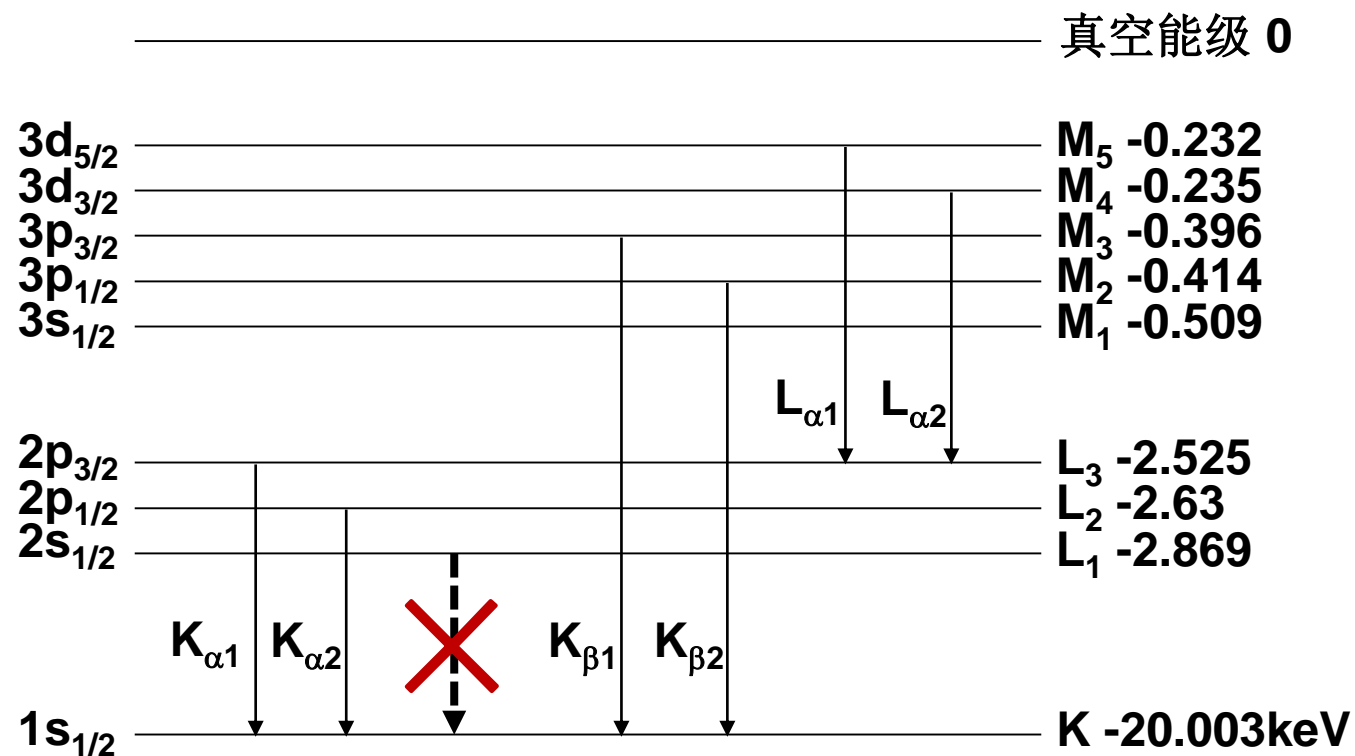 真空能级 0
3d5/2 M5 -0.232
3d3/2 M4 -0.235
3p3/2 M3 -0.396
3p1/2 M2 -0.414
3s1/2 M1 -0.509
Lα1 Lα2
2p3/2 L3 -2.525
2p1/2 L2 -2.63
2s1/2 L1 -2.869
Kα1 Kα2 Kβ1 Kβ2
1s1/2 K -20.003keV